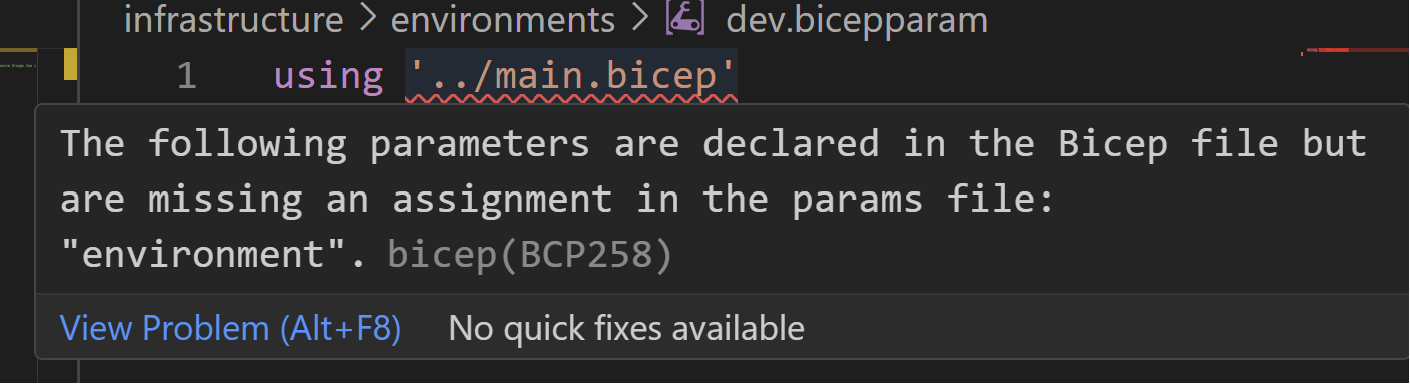 infrastructure > environments > dev.bicepparam
1 using '../main.bicep'
The following parameters are declared in the Bicep file but
are missing an assignment in the params file:
"environment". bicep(BCP258)
View Problem (Alt+F8) No quick fixes available